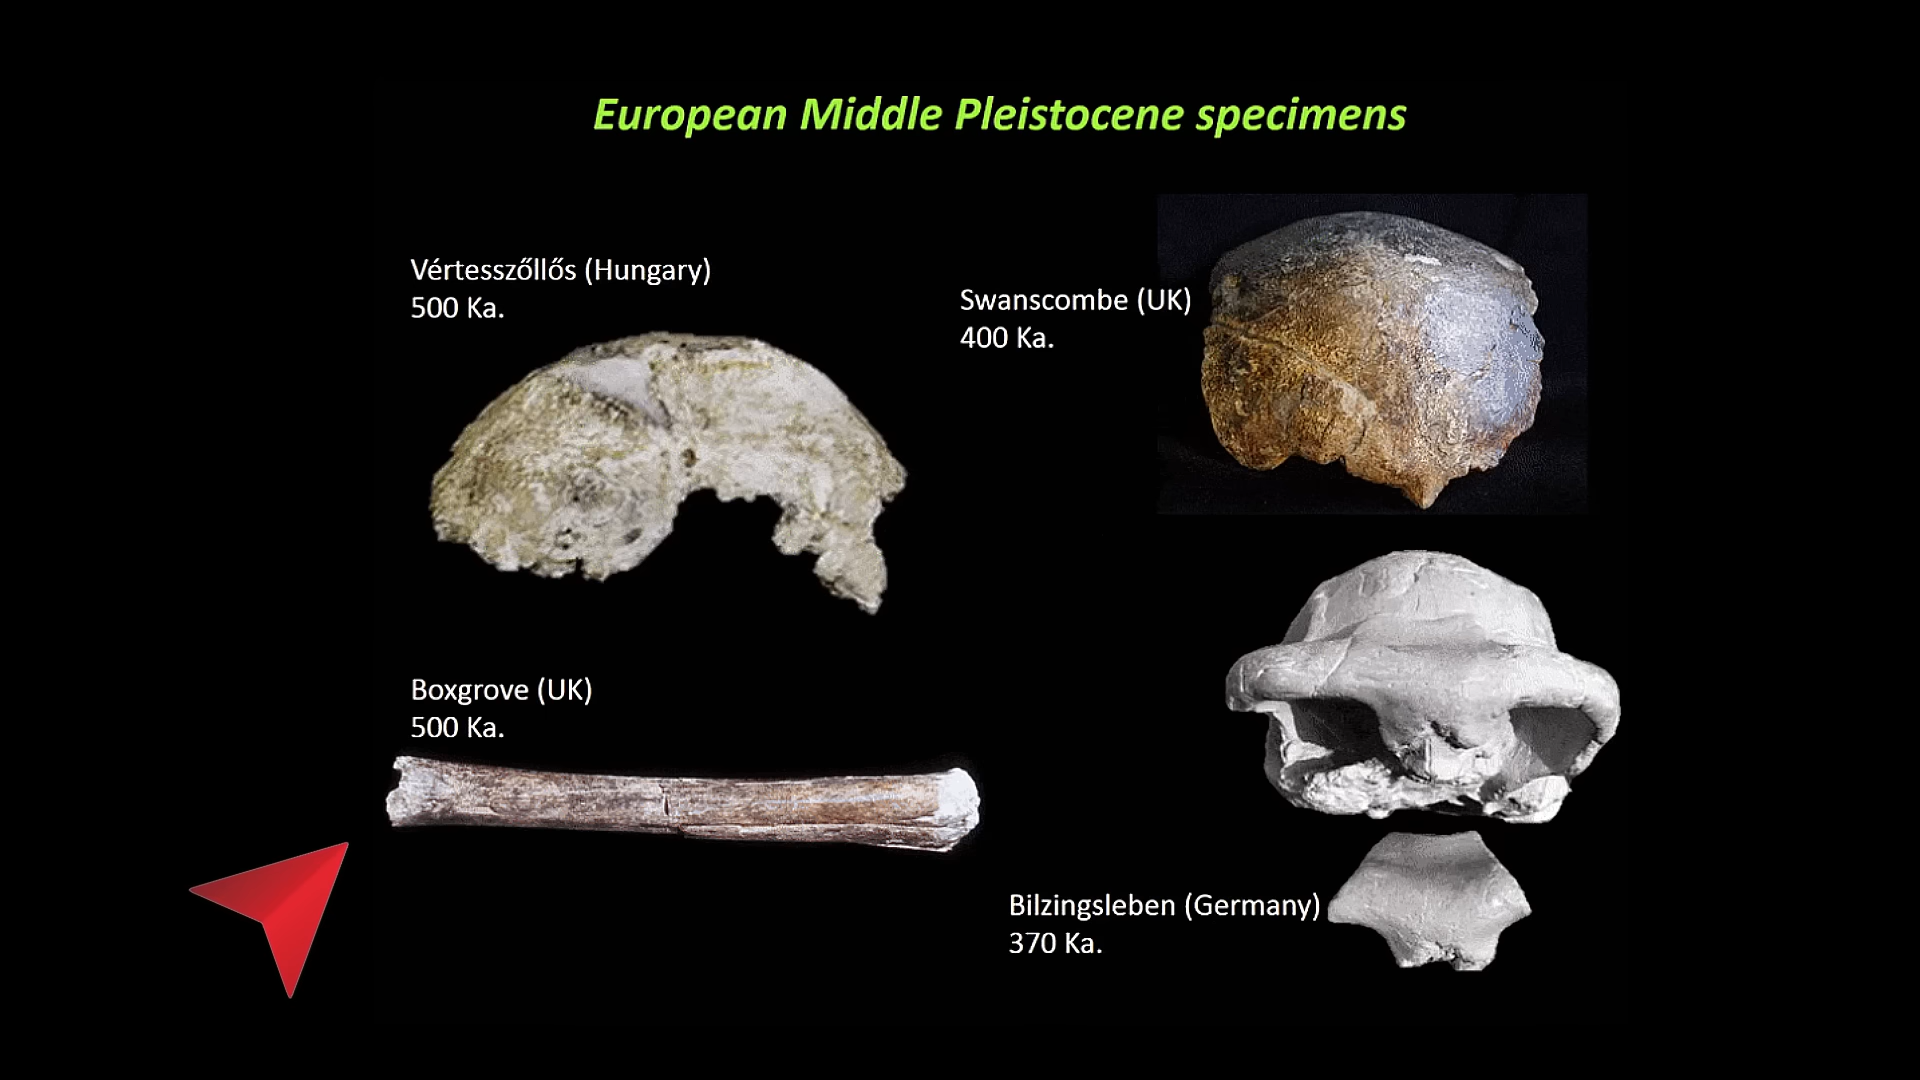 European Middle Pleistocene specimens
Vértesszőllős (Hungary)
500 Ka.
Swanscombe (UK)
400 Ka.
Boxgrove (UK)
500 Ka.
Bilzingsleben (Germany)
370 Ka.